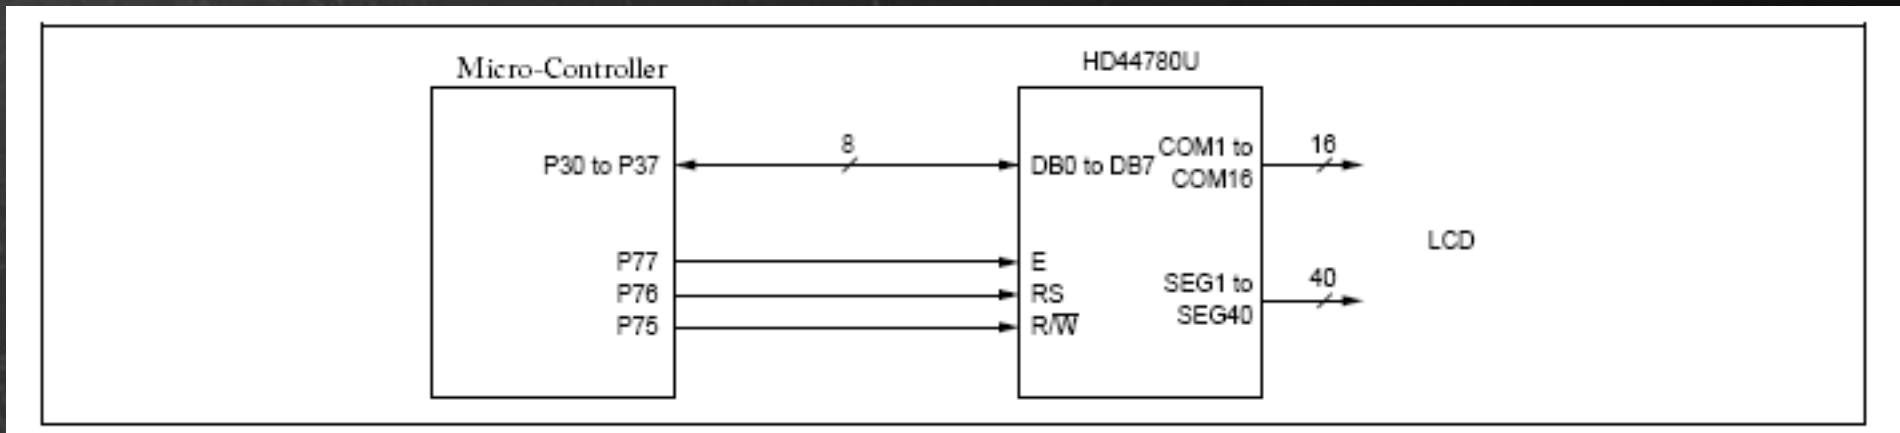 Micro-Controller
HD44780U
P30 to P37
8
DB0 to DB7
COM1 to
COM16
16
P77
E
P76
RS
P75
R/W̅
SEG1 to
SEG40
40
LCD